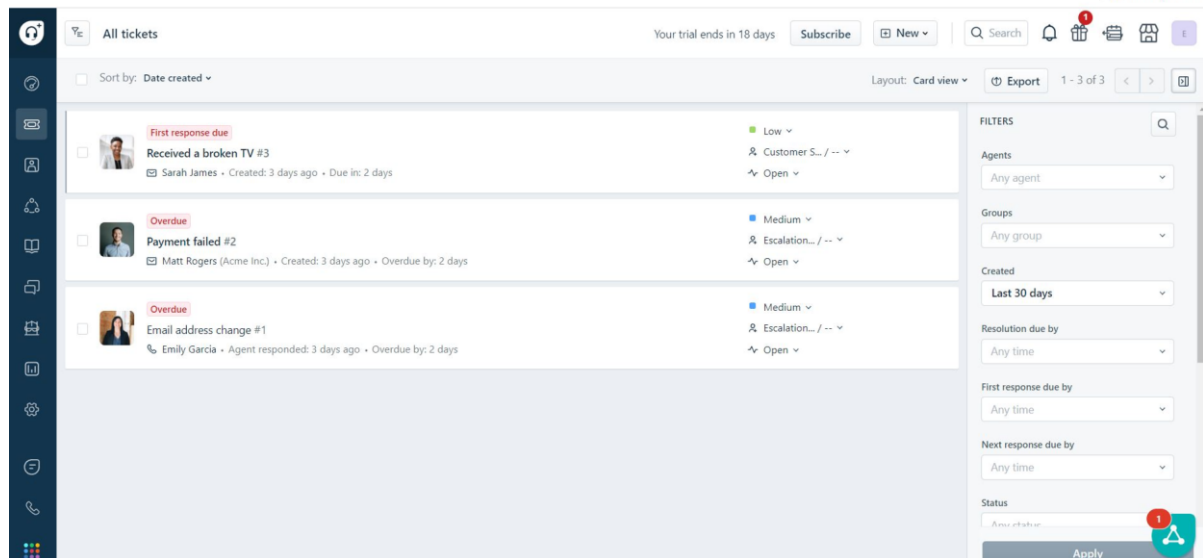 All tickets
Your trial ends in 18 days
Subscribe
New
Search
1
E
Sort by: Date created
Layout: Card view
Export
1 - 3 of 3
First response due
Received a broken TV #3
Sarah James • Created: 3 days ago • Due in: 2 days
Low
Customer S... / --
Open
Overdue
Payment failed #2
Matt Rogers (Acme Inc.) • Created: 3 days ago • Overdue by: 2 days
Medium
Escalation... / --
Open
Overdue
Email address change #1
Emily Garcia • Agent responded: 3 days ago • Overdue by: 2 days
Medium
Escalation... / --
Open
FILTERS
Agents
Any agent
Groups
Any group
Created
Last 30 days
Resolution due by
Any time
First response due by
Any time
Next response due by
Any time
Status
Any status
1
Apply